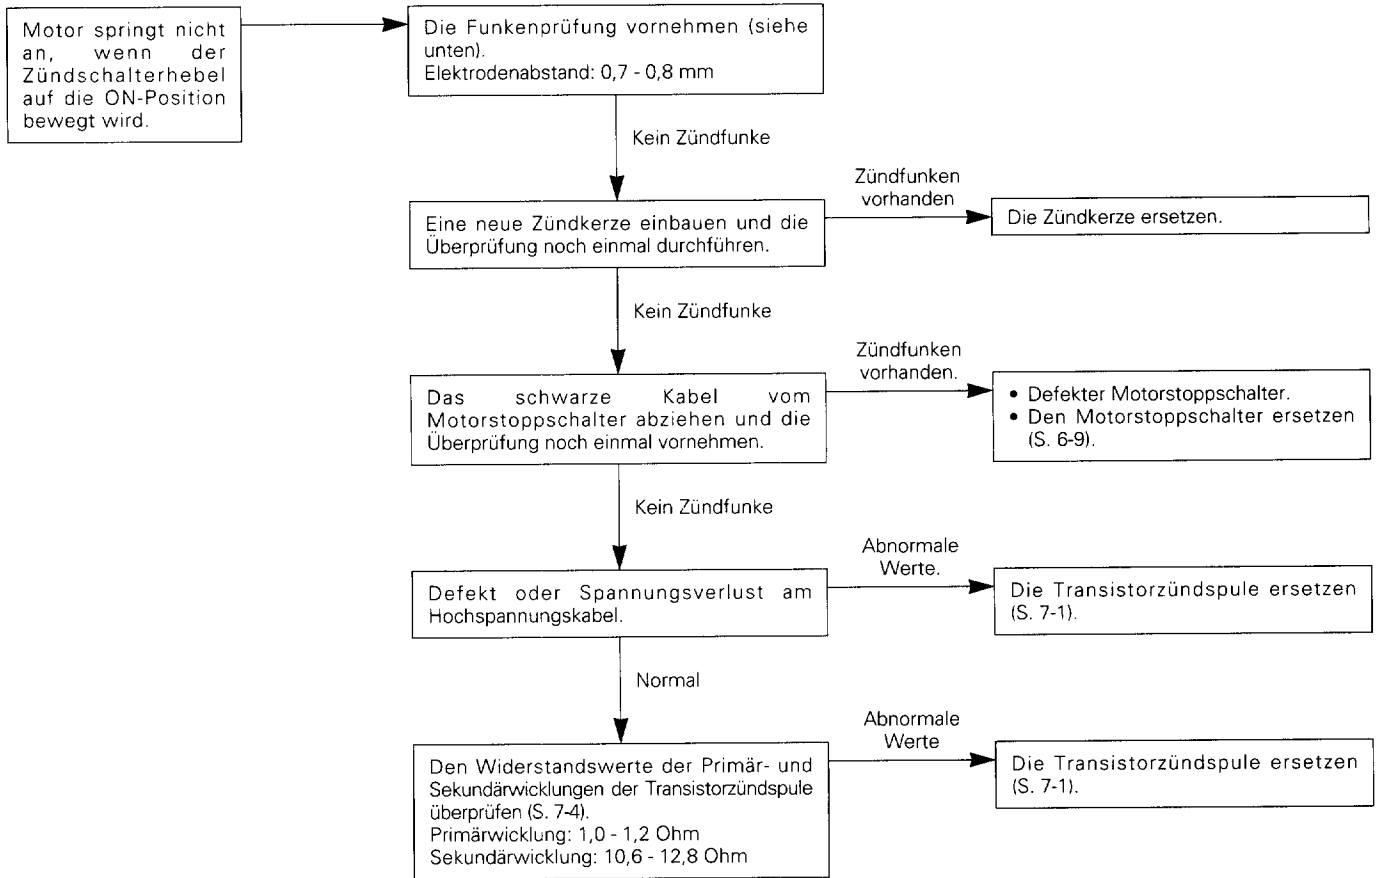 Motor springt nicht
an, wenn der
Zündschalterhebel
auf die ON-Position
bewegt wird.
Die Funkenprüfung vornehmen (siehe
unten).
Elektrodenabstand: 0,7 - 0,8 mm
Kein Zündfunke
Eine neue Zündkerze einbauen und die
Überprüfung noch einmal durchführen.
Zündfunken
vorhanden
Die Zündkerze ersetzen.
Kein Zündfunke
Das schwarze Kabel vom
Motorstoppschalter abziehen und die
Überprüfung noch einmal vornehmen.
Zündfunken
vorhanden.
• Defekter Motorstoppschalter.
• Den Motorstoppschalter ersetzen
(S. 6-9).
Kein Zündfunke
Defekt oder Spannungsverlust am
Hochspannungskabel.
Abnormale
Werte.
Die Transistorzündspule ersetzen
(S. 7-1).
Normal
Den Widerstandswerte der Primär- und
Sekundärwicklungen der Transistorzündspule
überprüfen (S. 7-4).
Primärwicklung: 1,0 - 1,2 Ohm
Sekundärwicklung: 10,6 - 12,8 Ohm
Abnormale
Werte
Die Transistorzündspule ersetzen
(S. 7-1).